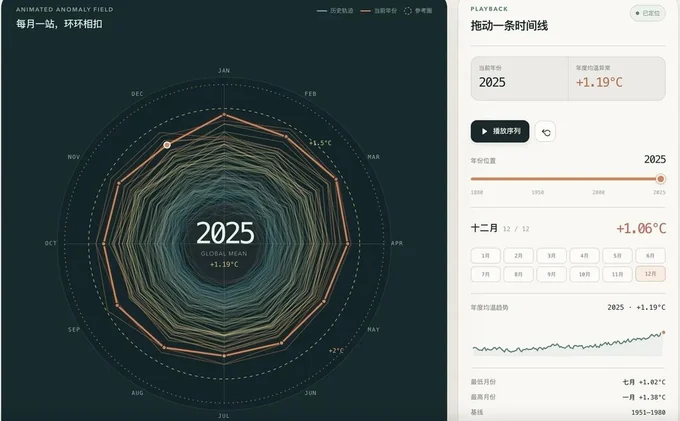 ANIMATED ANOMALY FIELD
每月一站，环环相扣
历史轨迹
当前年份
参考圈
JAN
FEB
MAR
APR
MAY
JUN
JUL
AUG
SEP
OCT
NOV
DEC
+1.5°C
+2°C
2025
GLOBAL MEAN
+1.19°C
PLAYBACK
拖动一条时间线
已定位
当前年份
2025
年度均温异常
+1.19°C
播放序列
年份位置
2025
1880 1950 2000 2025
十二月 12 / 12
+1.06°C
1月 2月 3月 4月 5月 6月
7月 8月 9月 10月 11月 12月
年度均温趋势
2025 · +1.19°C
最低月份 七月 +1.02°C
最高月份 一月 +1.38°C
基线 1951—1980